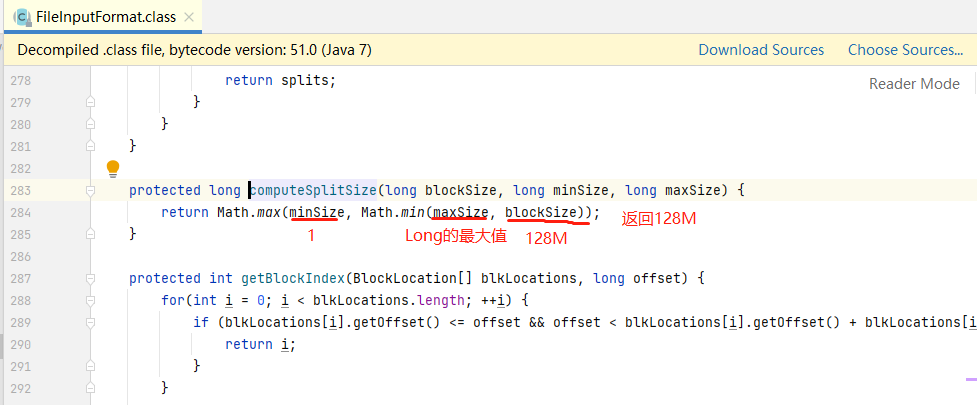 FileInputFormat.class
Decompiled .class file, bytecode version: 51.0 (Java 7) Download Sources Choose Sources...
Reader Mode
278 return splits;
279 }
280 }
281 }
282
283 protected long computeSplitSize(long blockSize, long minSize, long maxSize) {
284 return Math.max(minSize, Math.min(maxSize, blockSize)); 返回128M
1 Long的最大值 128M
285 }
286
287 protected int getBlockIndex(BlockLocation[] blkLocations, long offset) {
288 for(int i = 0; i < blkLocations.length; ++i) {
289 if (blkLocations[i].getOffset() <= offset && offset < blkLocations[i].getOffset() + blkLocations[i
290 return i;
291 }
292 }